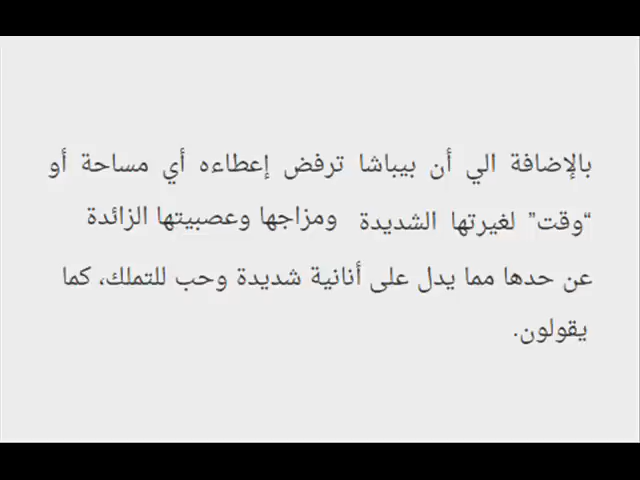 بالإضافة الي أن بيباشا ترفض إعطاءه أي مساحة أو
“وقت” لغيرتها الشديدة ومزاجها وعصبيتها الزائدة
عن حدها مما يدل على أنانية شديدة وحب للتملك، كما
يقولون.